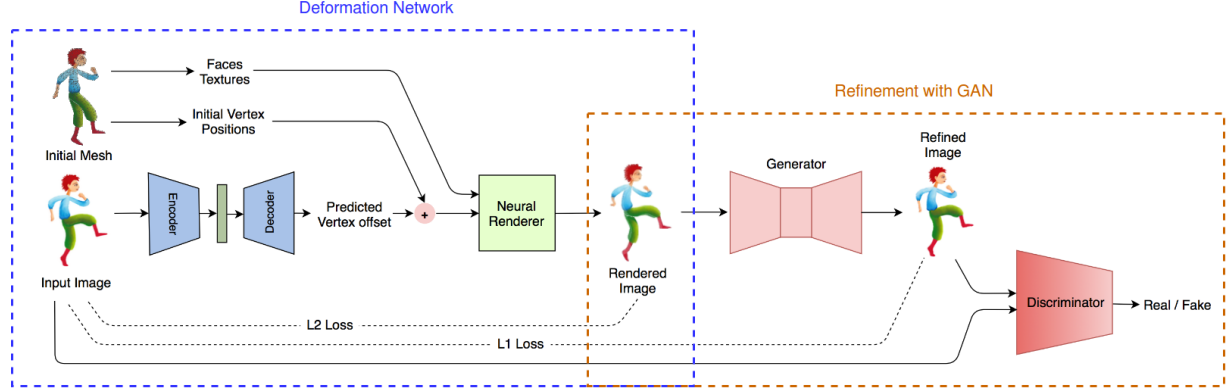 Deformation Network
Faces
Textures
Initial Vertex
Positions
Initial Mesh
Encoder
Decoder
Predicted
Vertex offset
+
Neural
Renderer
Input Image
Rendered
Image
L2 Loss
L1 Loss
Refinement with GAN
Generator
Refined
Image
Discriminator
Real / Fake